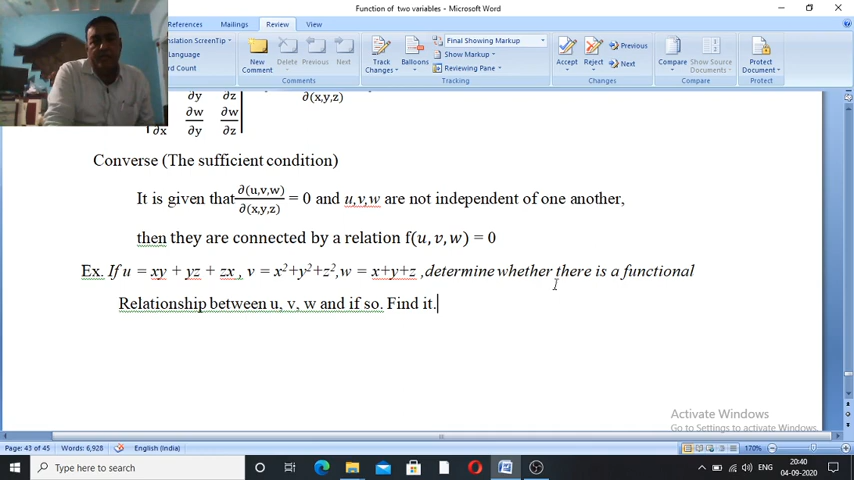 Function of two variables - Microsoft Word
References Mailings Review View
Translation ScreenTip
Language
Word Count
New Comment
Delete
Previous
Next
Comments
Track Changes
Balloons
Final Showing Markup
Show Markup
Reviewing Pane
Tracking
Accept
Reject
Previous
Next
Changes
Compare
Show Source Documents
Compare
Protect Document
Protect
∂y ∂z ∂(x,y,z)
∂w ∂w
∂x ∂y ∂z
Converse (The sufficient condition)
It is given that ∂(u,v,w)/∂(x,y,z) = 0 and u,v,w are not independent of one another,
then they are connected by a relation f(u, v, w) = 0
Ex. If u = xy + yz + zx , v = x²+y²+z²,w = x+y+z ,determine whether there is a functional
Relationship between u, v, w and if so. Find it.
Activate Windows
Go to Settings to activate Windows.
Page: 43 of 45 Words: 6,928 English (India) 170%
Type here to search
ENG
20:40
04-09-2020